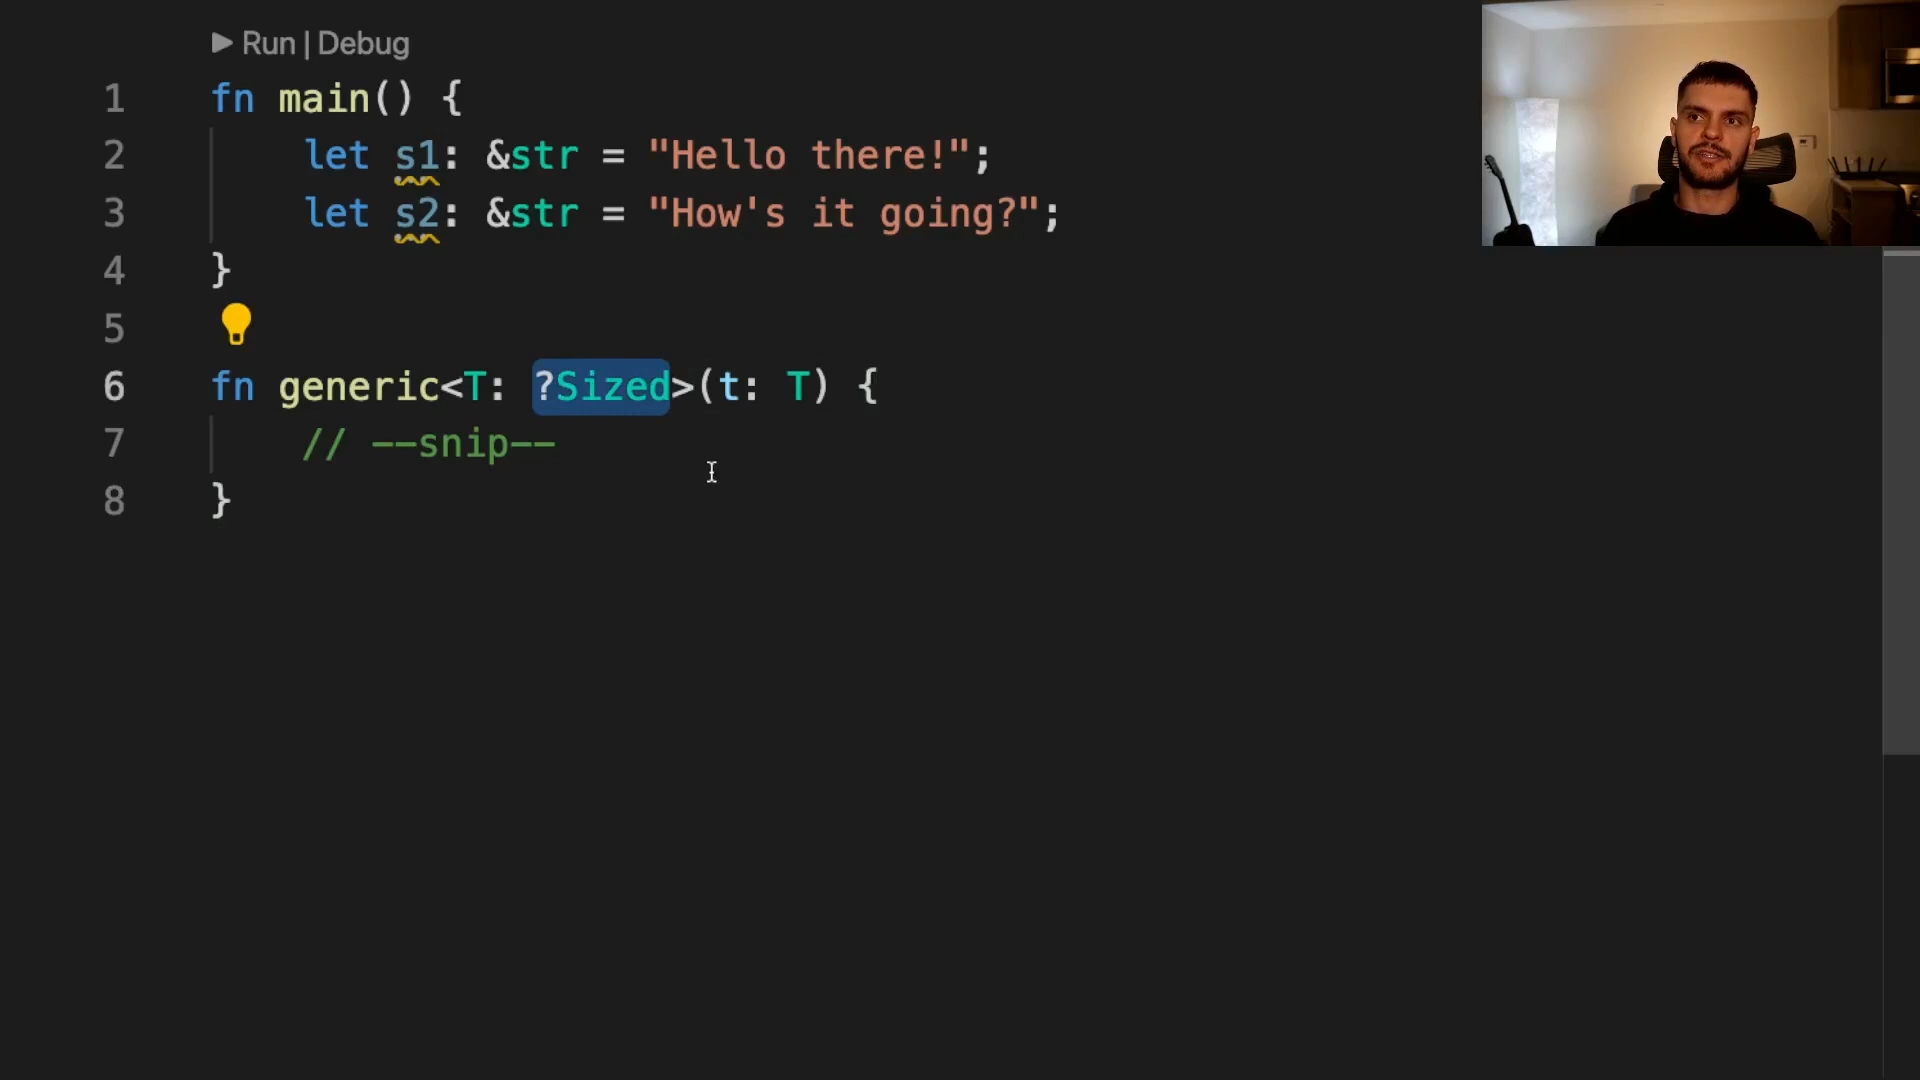 Run | Debug
1 fn main() {
2 let s1: &str = "Hello there!";
3 let s2: &str = "How's it going?";
4 }
5
6 fn generic<T: ?Sized>(t: T) {
7 // --snip--
8 }